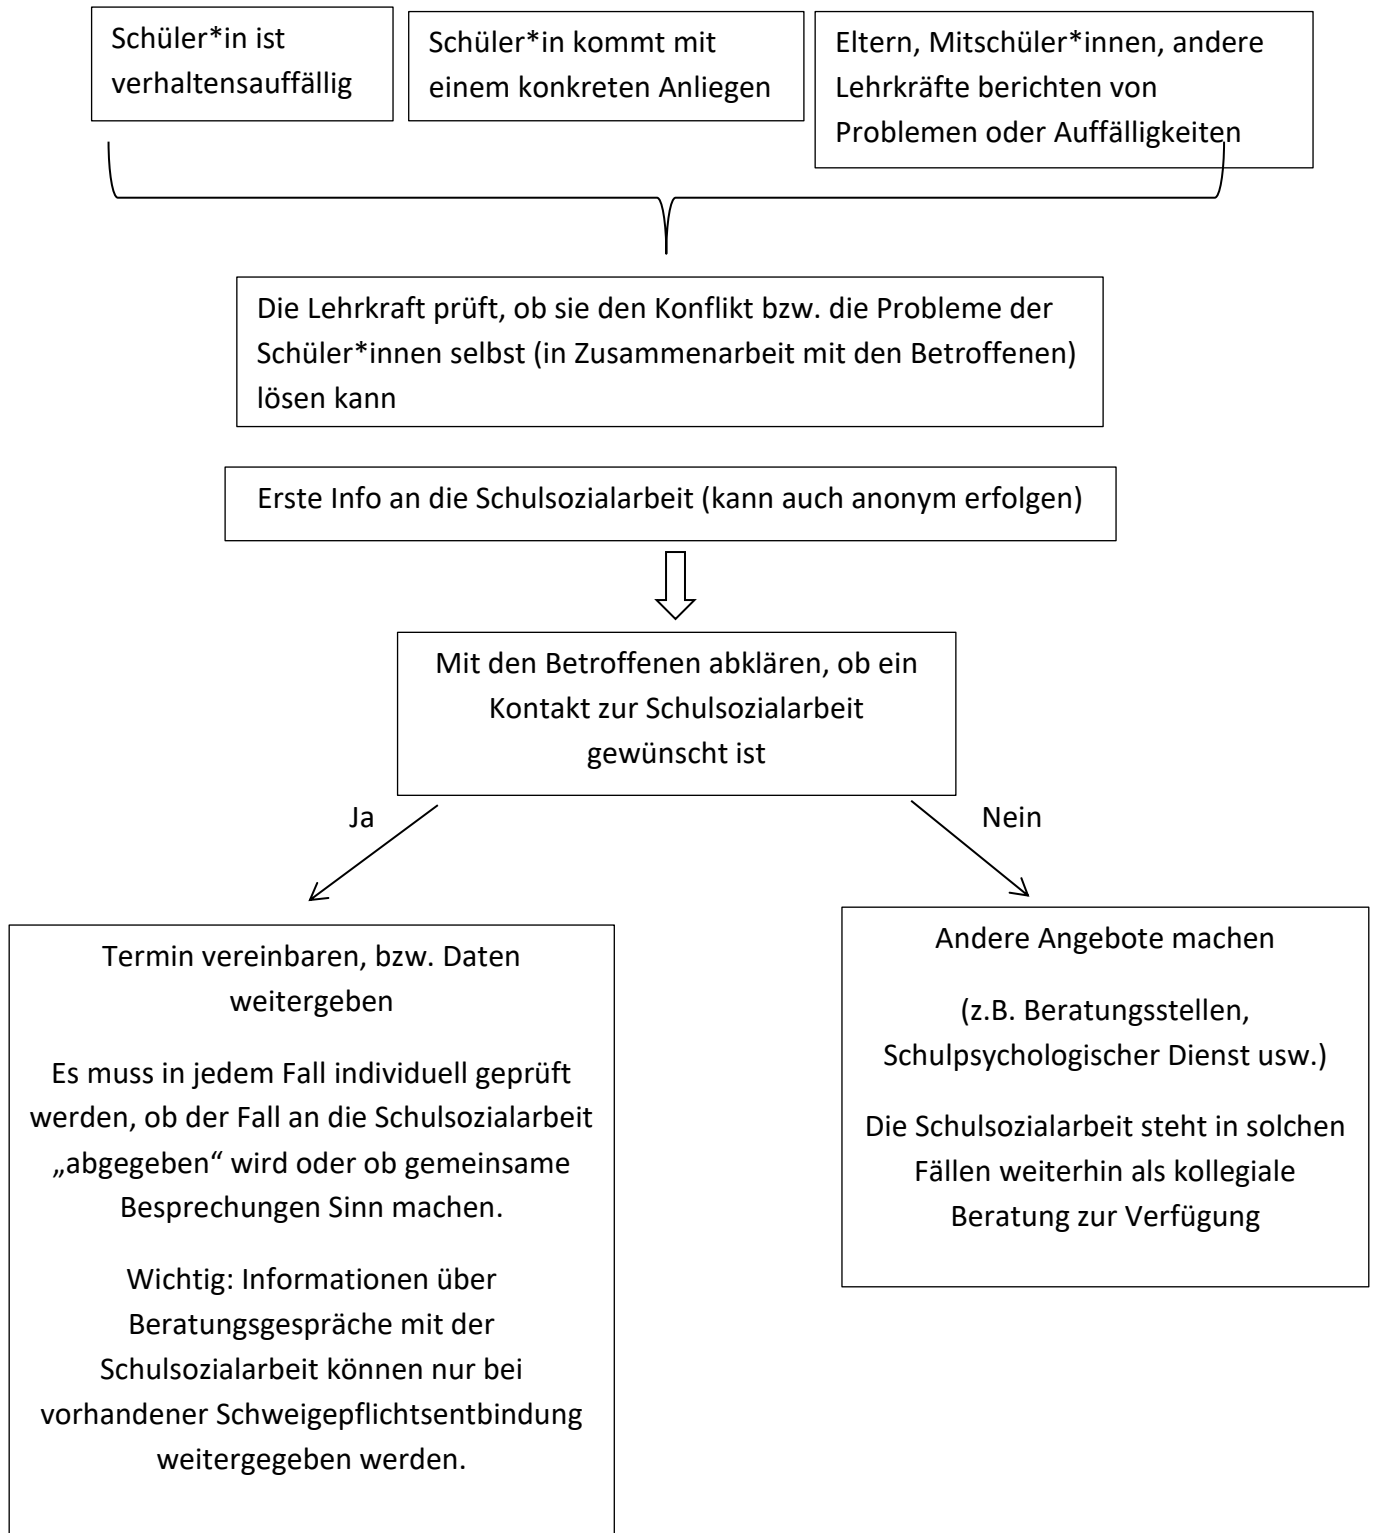 Schüler*in ist
verhaltensauffällig
Schüler*in kommt mit
einem konkreten Anliegen
Eltern, Mitschüler*innen, andere
Lehrkräfte berichten von
Problemen oder Auffälligkeiten
Die Lehrkraft prüft, ob sie den Konflikt bzw. die Probleme der
Schüler*innen selbst (in Zusammenarbeit mit den Betroffenen)
lösen kann
Erste Info an die Schulsozialarbeit (kann auch anonym erfolgen)
Mit den Betroffenen abklären, ob ein
Kontakt zur Schulsozialarbeit
gewünscht ist
Ja
Nein
Termin vereinbaren, bzw. Daten
weitergeben
Es muss in jedem Fall individuell geprüft
werden, ob der Fall an die Schulsozialarbeit
„abgegeben“ wird oder ob gemeinsame
Besprechungen Sinn machen.
Wichtig: Informationen über
Beratungsgespräche mit der
Schulsozialarbeit können nur bei
vorhandener Schweigepflichtsentbindung
weitergegeben werden.
Andere Angebote machen
(z.B. Beratungsstellen,
Schulpsychologischer Dienst usw.)
Die Schulsozialarbeit steht in solchen
Fällen weiterhin als kollegiale
Beratung zur Verfügung